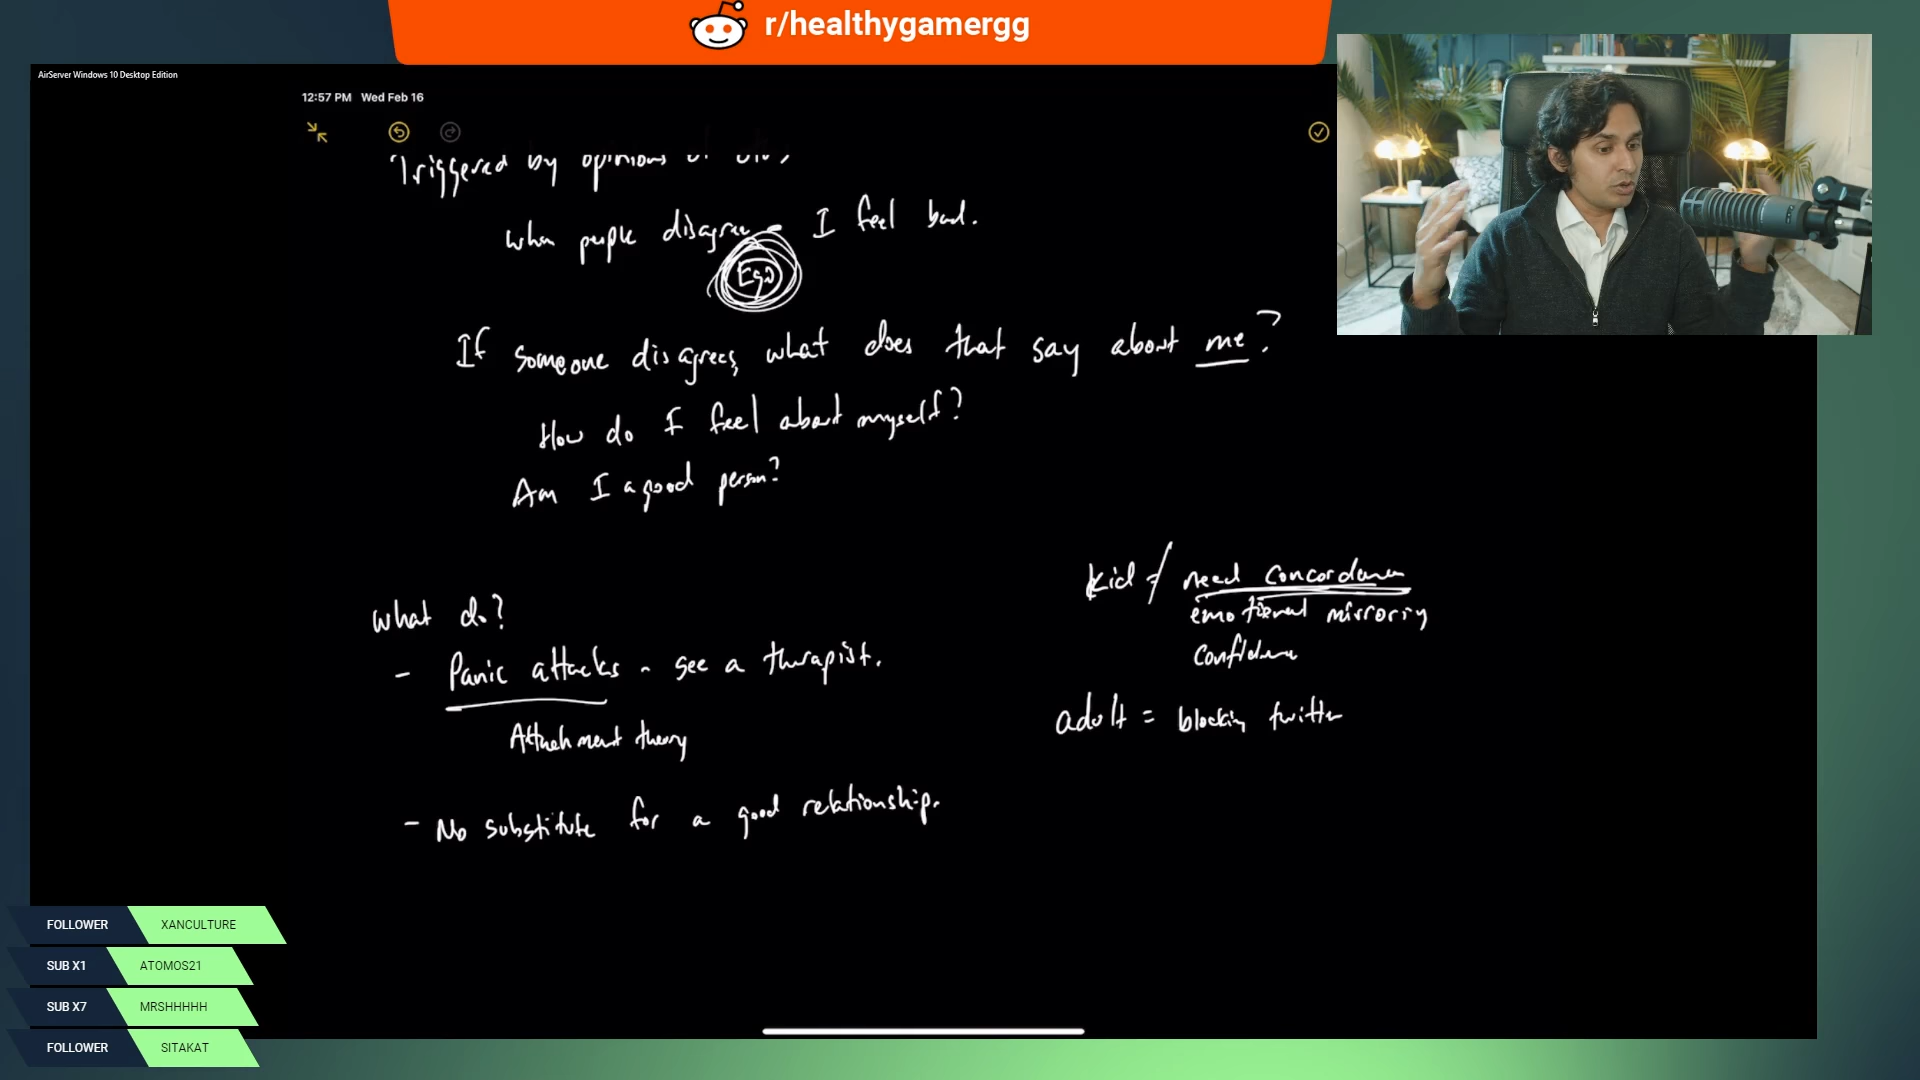 r/healthygamergg
AirServer Windows 10 Desktop Edition
12:57 PM Wed Feb 16
Triggered by opinions of
when people disagree - I feel bad.
Ego
If someone disagrees, what does that say about me?
How do I feel about myself?
Am I a good person?
kid = need concordance
emotional mirroring
confidence
what do?
- Panic attacks - see a therapist.
Attachment theory
adult = blocking twitter
- No substitute for a good relationship.
FOLLOWER XANCULTURE
SUB X1 ATOMOS21
SUB X7 MRSHHHHH
FOLLOWER SITAKAT